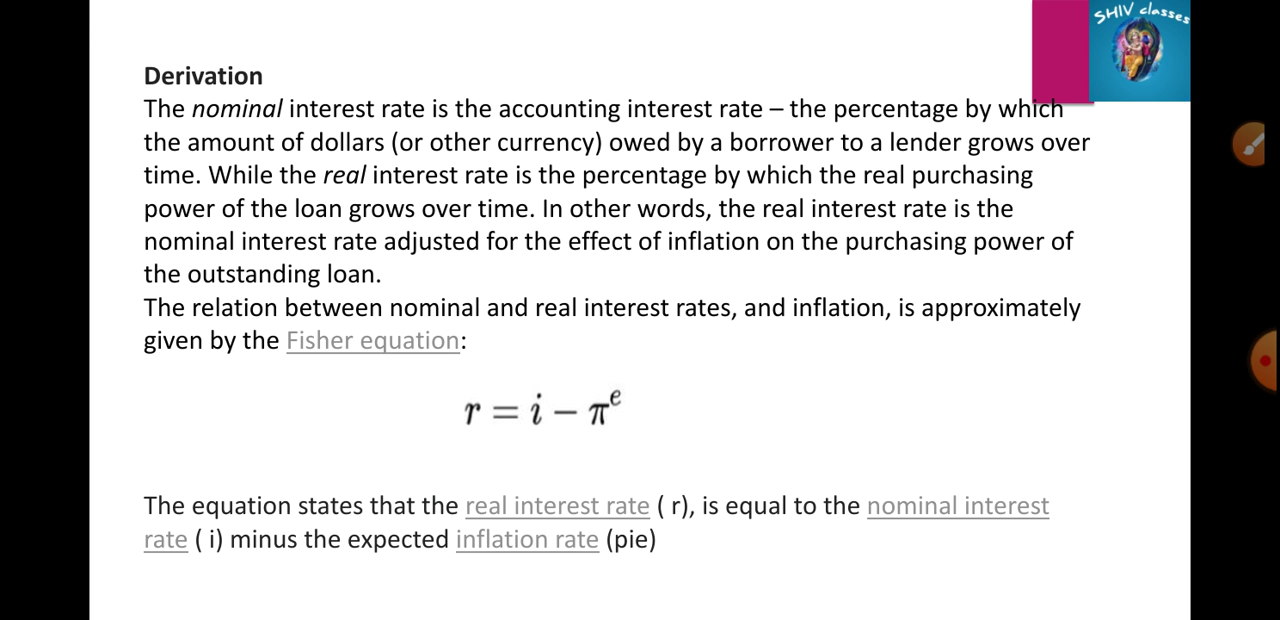 SHIV classes
Derivation
The nominal interest rate is the accounting interest rate – the percentage by which
the amount of dollars (or other currency) owed by a borrower to a lender grows over
time. While the real interest rate is the percentage by which the real purchasing
power of the loan grows over time. In other words, the real interest rate is the
nominal interest rate adjusted for the effect of inflation on the purchasing power of
the outstanding loan.
The relation between nominal and real interest rates, and inflation, is approximately
given by the Fisher equation:
r = i − πᵉ
The equation states that the real interest rate ( r), is equal to the nominal interest
rate ( i) minus the expected inflation rate (pie)